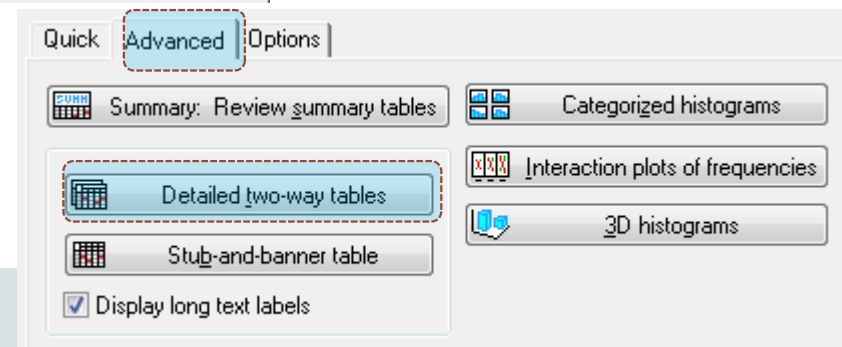 Quick Advanced Options
SUMM Summary: Review summary tables
Categorized histograms
Interaction plots of frequencies
Detailed two-way tables
3D histograms
Stub-and-banner table
Display long text labels